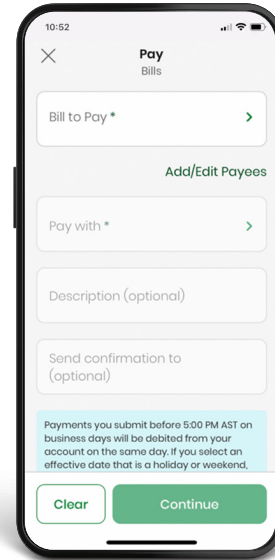 10:52
Pay
Bills
Bill to Pay *
Add/Edit Payees
Pay with *
Description (optional)
Send confirmation to
(optional)
Payments you submit before 5:00 PM AST on
business days will be debited from your
account on the same day. If you select an
effective date that is a holiday or weekend,
Clear
Continue